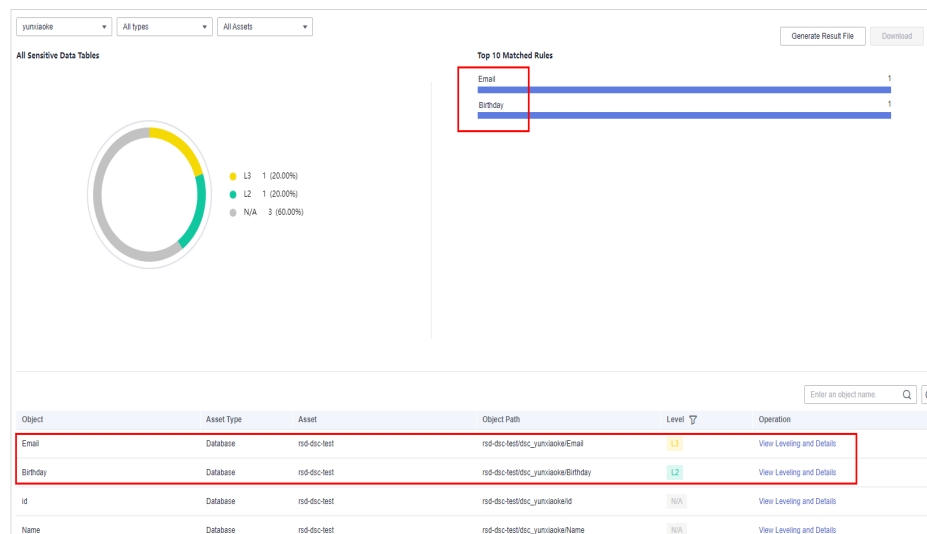 yunxiaoke All types All Assets
Generate Result File Download
All Sensitive Data Tables
Top 10 Matched Rules
Email 1
Birthday 1
L3 1 (20.00%)
L2 1 (20.00%)
N/A 3 (60.00%)
Enter an object name.
Object Asset Type Asset Object Path Level Operation
Email Database rsd-dsc-test rsd-dsc-test/dsc_yunxiaoke/Email L3 View Leveling and Details
Birthday Database rsd-dsc-test rsd-dsc-test/dsc_yunxiaoke/Birthday L2 View Leveling and Details
id Database rsd-dsc-test rsd-dsc-test/dsc_yunxiaoke/id N/A View Leveling and Details
Name Database rsd-dsc-test rsd-dsc-test/dsc_yunxiaoke/Name N/A View Leveling and Details